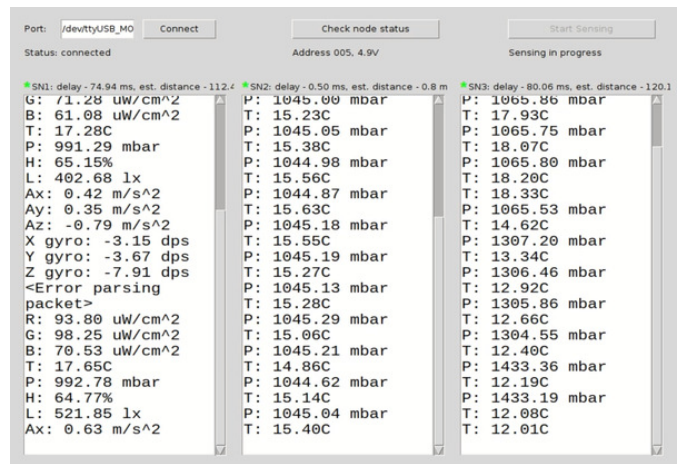 Port: /dev/ttyUSB_MO Connect Check node status Start Sensing
Status: connected Address 005, 4.9V Sensing in progress
*SN1: delay - 74.94 ms, est. distance - 112.4
G: 71.28 uW/cm^2
B: 61.08 uW/cm^2
T: 17.28C
P: 991.29 mbar
H: 65.15%
L: 402.68 lx
Ax: 0.42 m/s^2
Ay: 0.35 m/s^2
Az: -0.79 m/s^2
X gyro: -3.15 dps
Y gyro: -3.67 dps
Z gyro: -7.91 dps
<Error parsing
packet>
R: 93.80 uW/cm^2
G: 98.25 uW/cm^2
B: 70.53 uW/cm^2
T: 17.65C
P: 992.78 mbar
H: 64.77%
L: 521.85 lx
Ax: 0.63 m/s^2
*SN2: delay - 0.50 ms, est. distance - 0.8 m
P: 1045.00 mbar
T: 15.23C
P: 1045.05 mbar
T: 15.38C
P: 1044.98 mbar
T: 15.56C
P: 1044.87 mbar
T: 15.63C
P: 1045.18 mbar
T: 15.55C
P: 1045.19 mbar
T: 15.27C
P: 1045.13 mbar
T: 15.28C
P: 1045.29 mbar
T: 15.06C
P: 1045.21 mbar
T: 14.86C
P: 1044.62 mbar
T: 15.14C
P: 1045.04 mbar
T: 15.40C
*SN3: delay - 80.06 ms, est. distance - 120.1
P: 1065.86 mbar
T: 17.93C
P: 1065.75 mbar
T: 18.07C
P: 1065.80 mbar
T: 18.20C
T: 18.33C
P: 1065.53 mbar
T: 14.62C
P: 1307.20 mbar
T: 13.34C
P: 1306.46 mbar
T: 12.92C
P: 1305.86 mbar
T: 12.66C
P: 1304.55 mbar
T: 12.40C
P: 1433.36 mbar
T: 12.19C
P: 1433.19 mbar
T: 12.08C
T: 12.01C